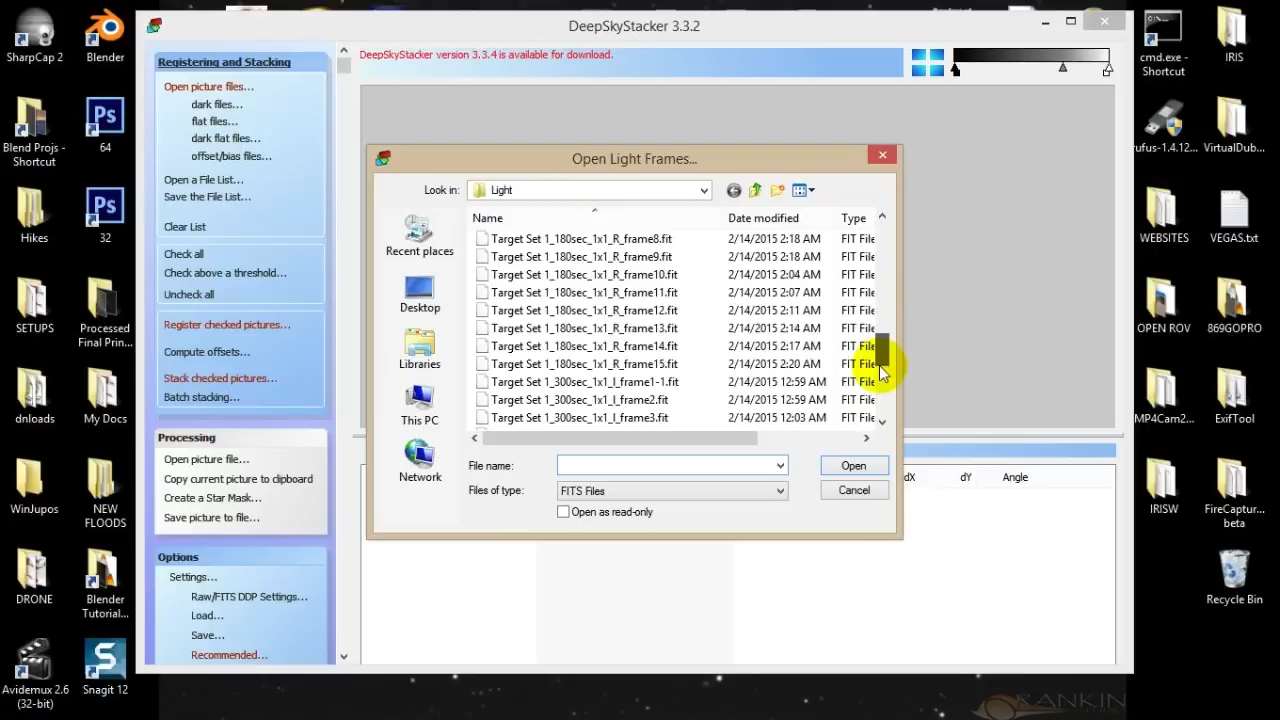 DeepSkyStacker 3.3.2
SharpCap 2
Blender
Blend Projs -
Shortcut
64
Hikes
32
SETUPS
Processed
Final Prin...
dnloads
My Docs
WinJupos
NEW
FLOODS
DRONE
Blender
Tutorial...
Avidemux 2.6
(32-bit)
Snagit 12
Registering and Stacking
Open picture files...
dark files...
flat files...
dark flat files...
offset/bias files...
Open a File List...
Save the File List...
Clear List
Check all
Check above a threshold...
Uncheck all
Register checked pictures...
Compute offsets...
Stack checked pictures...
Batch stacking...
Processing
Open picture file...
Copy current picture to clipboard
Create a Star Mask...
Save picture to file...
Options
Settings...
Raw/FITS DDP Settings...
Load...
Save...
Recommended...
DeepSkyStacker version 3.3.4 is available for download.
Open Light Frames...
Look in: Light
Recent places
Desktop
Libraries
This PC
Network
Name Date modified Type
Target Set 1_180sec_1x1_R_frame8.fit 2/14/2015 2:18 AM FIT File
Target Set 1_180sec_1x1_R_frame9.fit 2/14/2015 2:18 AM FIT File
Target Set 1_180sec_1x1_R_frame10.fit 2/14/2015 2:04 AM FIT File
Target Set 1_180sec_1x1_R_frame11.fit 2/14/2015 2:07 AM FIT File
Target Set 1_180sec_1x1_R_frame12.fit 2/14/2015 2:11 AM FIT File
Target Set 1_180sec_1x1_R_frame13.fit 2/14/2015 2:14 AM FIT File
Target Set 1_180sec_1x1_R_frame14.fit 2/14/2015 2:17 AM FIT File
Target Set 1_180sec_1x1_R_frame15.fit 2/14/2015 2:20 AM FIT File
Target Set 1_300sec_1x1_I_frame1-1.fit 2/14/2015 12:59 AM FIT File
Target Set 1_300sec_1x1_I_frame2.fit 2/14/2015 12:59 AM FIT File
Target Set 1_300sec_1x1_I_frame3.fit 2/14/2015 12:03 AM FIT File
File name: Open
Files of type: FITS Files Cancel
Open as read-only
dX dY Angle
cmd.exe -
Shortcut
IRIS
rufus-1.4.12...
VirtualDub...
WEBSITES
VEGAS.txt
OPEN ROV
869GOPRO
MP4Cam2...
ExifTool
IRISW
FireCaptur...
beta
Recycle Bin
RANKIN